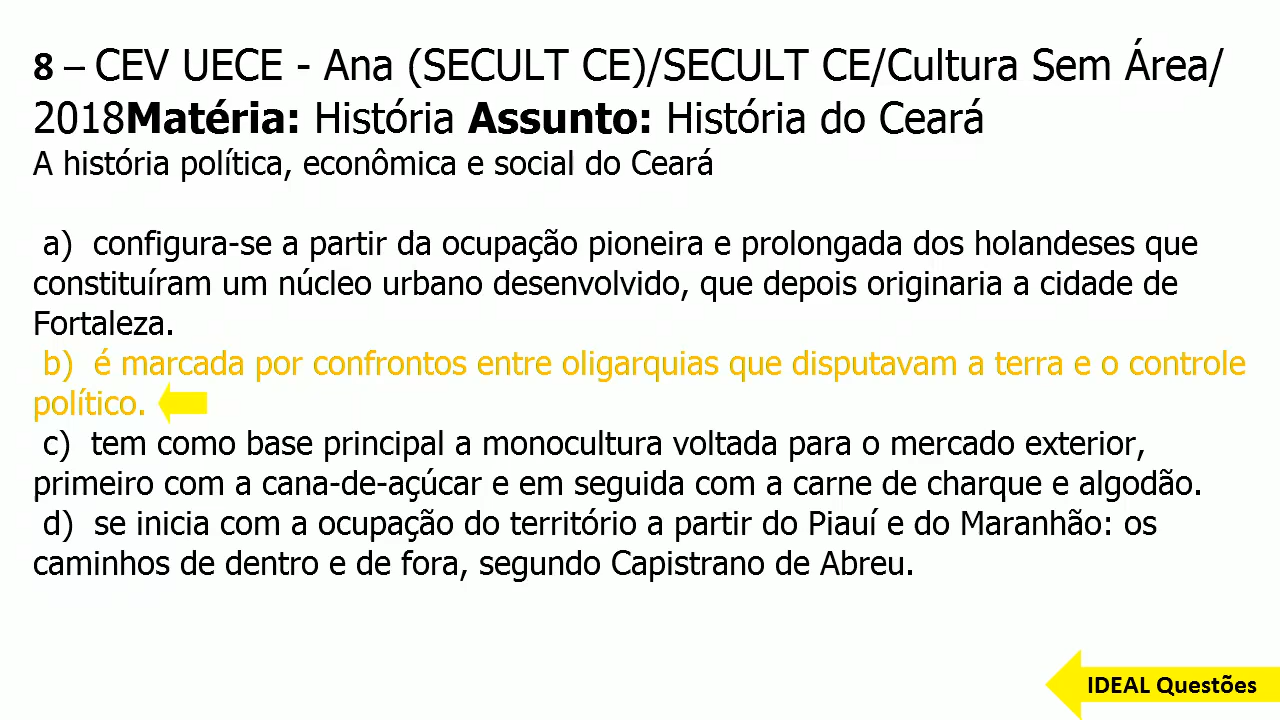 8 – CEV UECE - Ana (SECULT CE)/SECULT CE/Cultura Sem Área/
2018Matéria: História Assunto: História do Ceará
A história política, econômica e social do Ceará
a) configura-se a partir da ocupação pioneira e prolongada dos holandeses que
constituíram um núcleo urbano desenvolvido, que depois originaria a cidade de
Fortaleza.
b) é marcada por confrontos entre oligarquias que disputavam a terra e o controle
político.
c) tem como base principal a monocultura voltada para o mercado exterior,
primeiro com a cana-de-açúcar e em seguida com a carne de charque e algodão.
d) se inicia com a ocupação do território a partir do Piauí e do Maranhão: os
caminhos de dentro e de fora, segundo Capistrano de Abreu.
IDEAL Questões